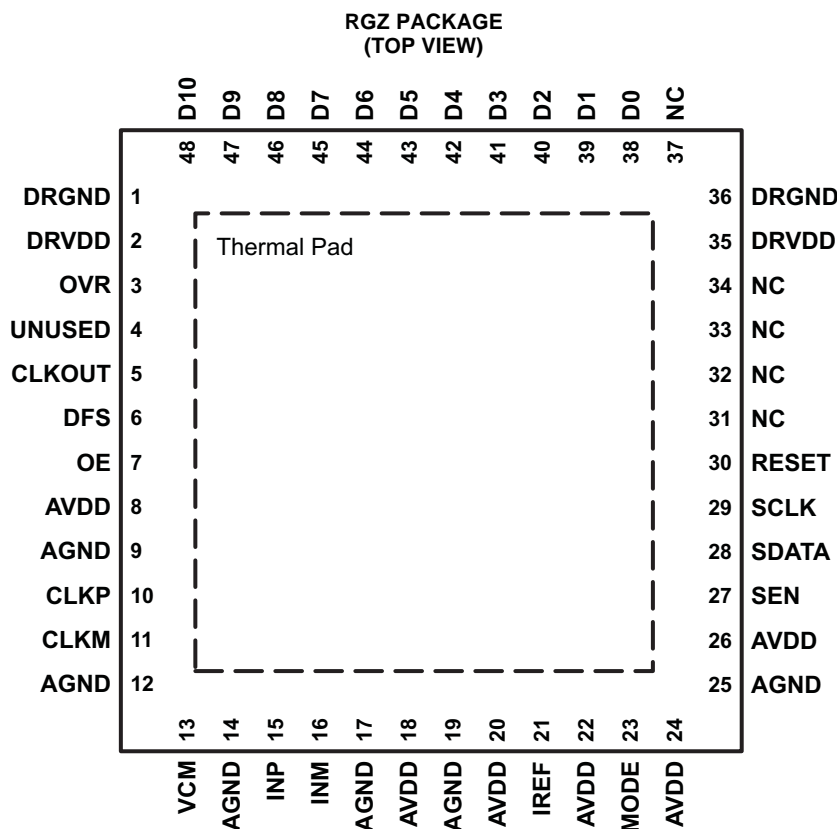 RGZ PACKAGE
(TOP VIEW)
D10 D9 D8 D7 D6 D5 D4 D3 D2 D1 D0 NC
48 47 46 45 44 43 42 41 40 39 38 37
DRGND 1 36 DRGND
DRVDD 2 Thermal Pad 35 DRVDD
OVR 3 34 NC
UNUSED 4 33 NC
CLKOUT 5 32 NC
DFS 6 31 NC
OE 7 30 RESET
AVDD 8 29 SCLK
AGND 9 28 SDATA
CLKP 10 27 SEN
CLKM 11 26 AVDD
AGND 12 25 AGND
13 14 15 16 17 18 19 20 21 22 23 24
VCM AGND INP INM AGND AVDD AGND AVDD IREF AVDD MODE AVDD